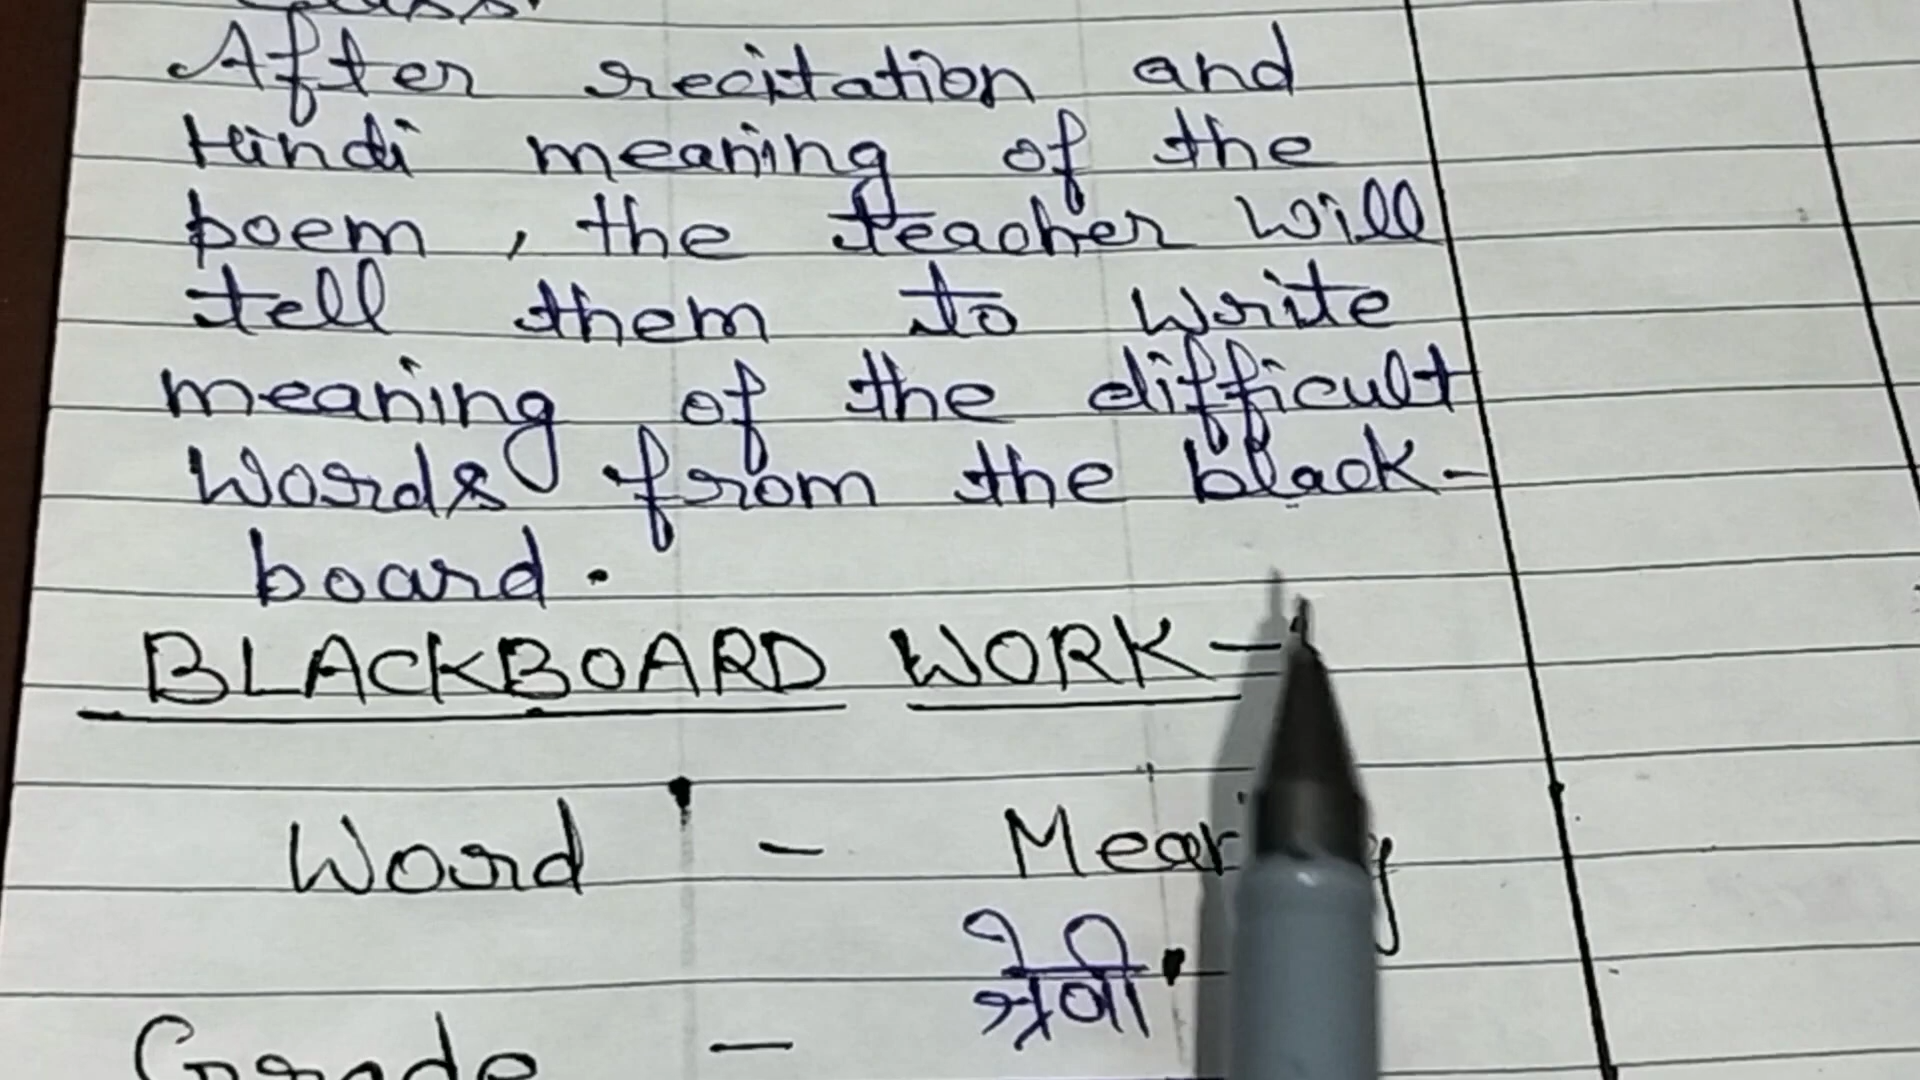 After recitation and
Hindi meaning of the
poem, the teacher will
tell them to write
meaning of the difficult
words from the black-
board.
BLACKBOARD WORK-
Word - Meaning
Grade - श्रेणी